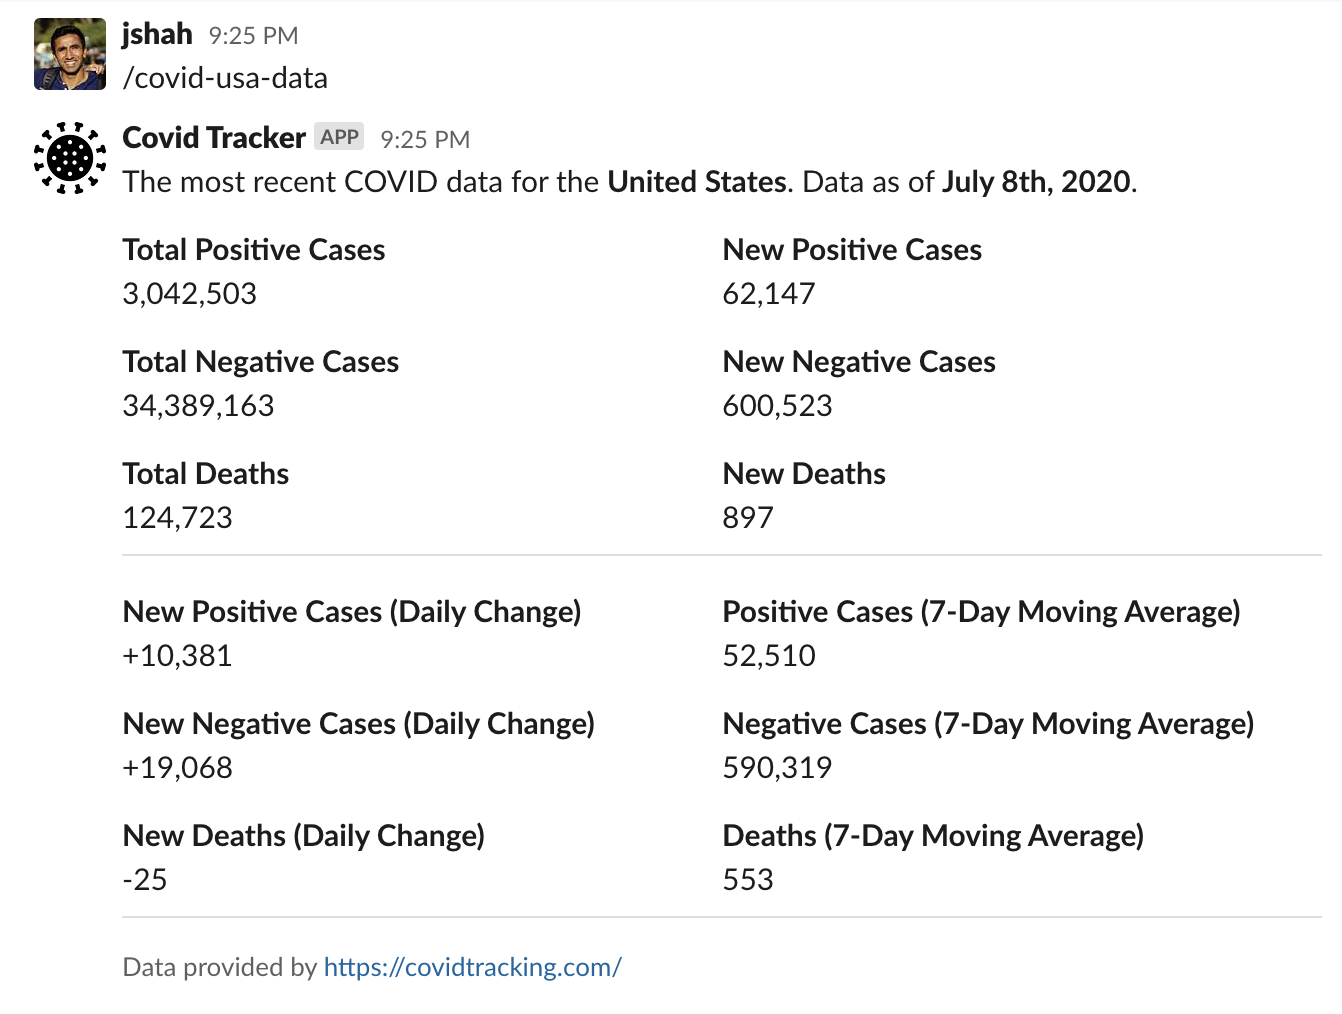 jshah 9:25 PM
/covid-usa-data
Covid Tracker APP 9:25 PM
The most recent COVID data for the United States. Data as of July 8th, 2020.
Total Positive Cases
3,042,503
New Positive Cases
62,147
Total Negative Cases
34,389,163
New Negative Cases
600,523
Total Deaths
124,723
New Deaths
897
New Positive Cases (Daily Change)
+10,381
Positive Cases (7-Day Moving Average)
52,510
New Negative Cases (Daily Change)
+19,068
Negative Cases (7-Day Moving Average)
590,319
New Deaths (Daily Change)
-25
Deaths (7-Day Moving Average)
553
Data provided by https://covidtracking.com/